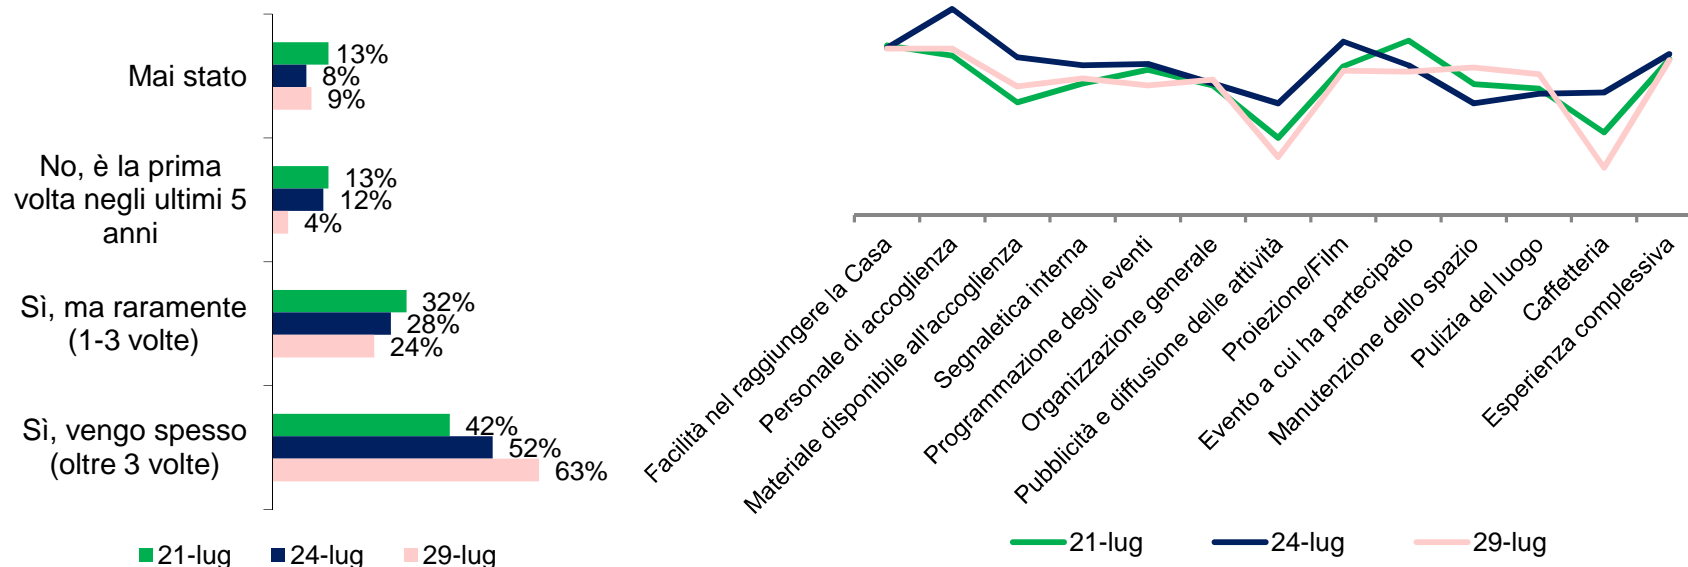 Mai stato
13%
8%
9%
No, è la prima
volta negli ultimi 5
anni
13%
12%
4%
Sì, ma raramente
(1-3 volte)
32%
28%
24%
Sì, vengo spesso
(oltre 3 volte)
42%
52%
63%
21-lug 24-lug 29-lug
Facilità nel raggiungere la Casa
Personale di accoglienza
Materiale disponibile all'accoglienza
Segnaletica interna
Programmazione degli eventi
Organizzazione generale
Pubblicità e diffusione delle attività
Proiezione/Film
Evento a cui ha partecipato
Manutenzione dello spazio
Pulizia del luogo
Caffetteria
Esperienza complessiva
21-lug 24-lug 29-lug